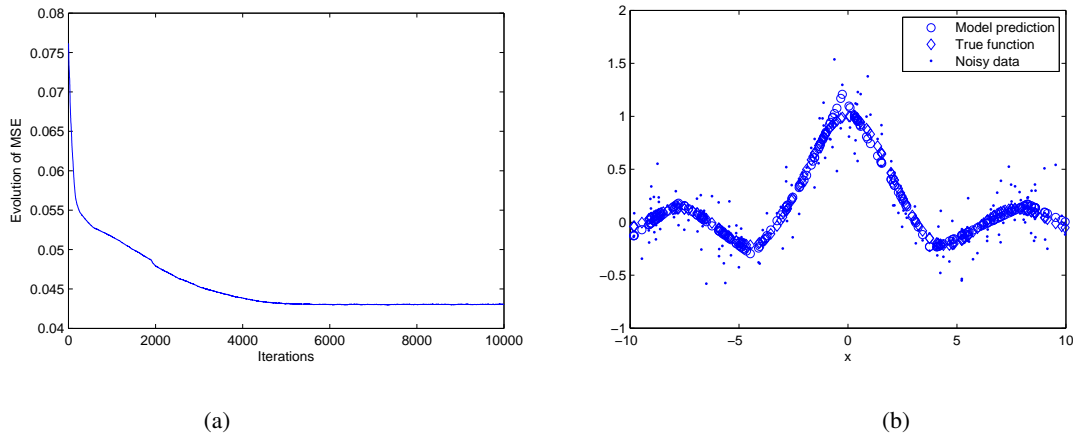 0.08
0.075
0.07
0.065
0.06
0.055
0.05
0.045
0.04
Evolution of MSE
0 2000 4000 6000 8000 10000
Iterations
(a)
2
1.5
1
0.5
0
−0.5
−1
Model prediction
True function
Noisy data
−10 −5 0 5 10
x
(b)